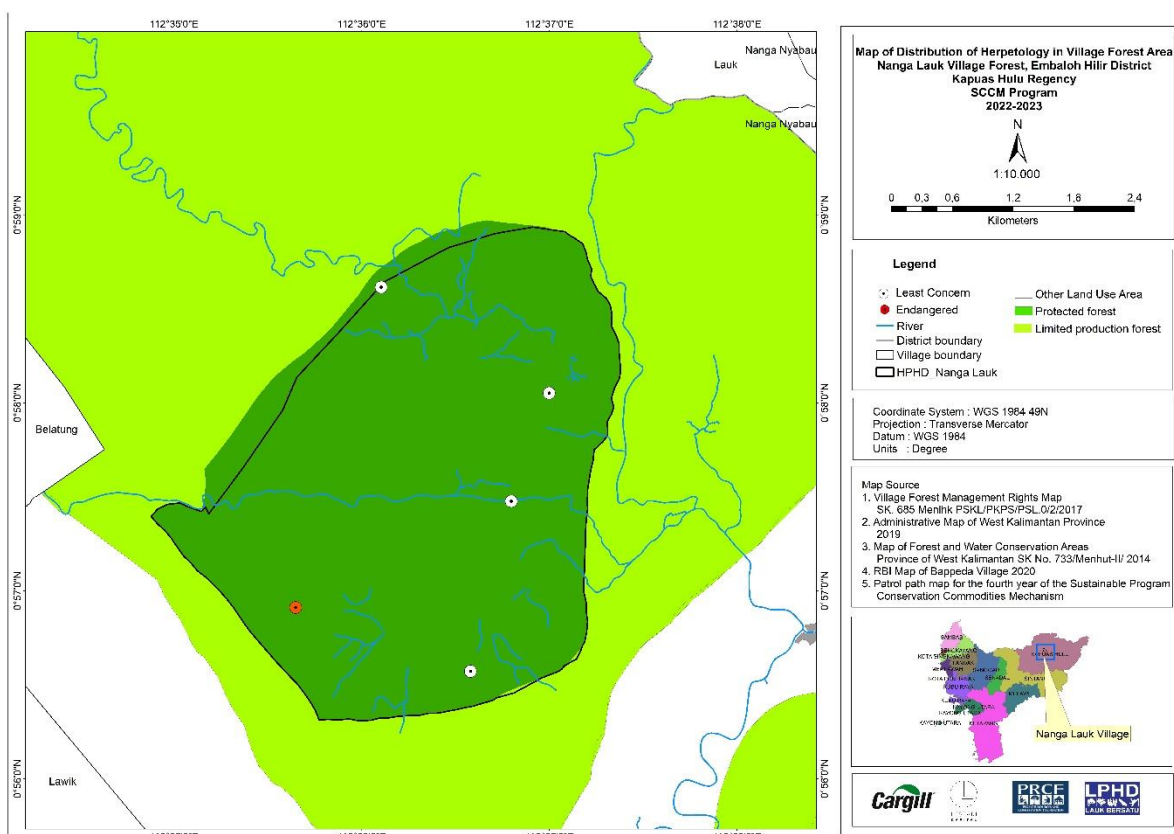 112°35'0"E
112°36'0"E
112°37'0"E
112°38'0"E
0°59'0"N
0°58'0"N
0°57'0"N
0°56'0"N
Nanga Nyabau
Lauk
Nanga Nyabau
Belatung
Lawik
0°59'0"N
0°58'0"N
0°57'0"N
0°56'0"N
Map of Distribution of Herpetology in Village Forest Area
Nanga Lauk Village Forest, Embaloh Hilir District
Kapuas Hulu Regency
SCCM Program
2022-2023
N
1:10.000
0 0,3 0,6 1,2 1,8 2,4
Kilometers
Legend
Least Concern
Endangered
River
District boundary
Village boundary
HPHD_Nanga Lauk
Other Land Use Area
Protected forest
Limited production forest
Coordinate System : WGS 1984 49N
Projection : Transverse Mercator
Datum : WGS 1984
Units : Degree
Map Source
1. Village Forest Management Rights Map
SK. 685 Menlhk PSKL/PKPS/PSL.0/2/2017
2. Administrative Map of West Kalimantan Province
2019
3. Map of Forest and Water Conservation Areas
Province of West Kalimantan SK No. 733/Menhut-II/ 2014
4. RBI Map of Bappeda Village 2020
5. Patrol path map for the fourth year of the Sustainable Program
Conservation Commodities Mechanism
Nanga Lauk Village
Cargill
CAPITAL
PRCF
LPHD
LAUK BERSATU